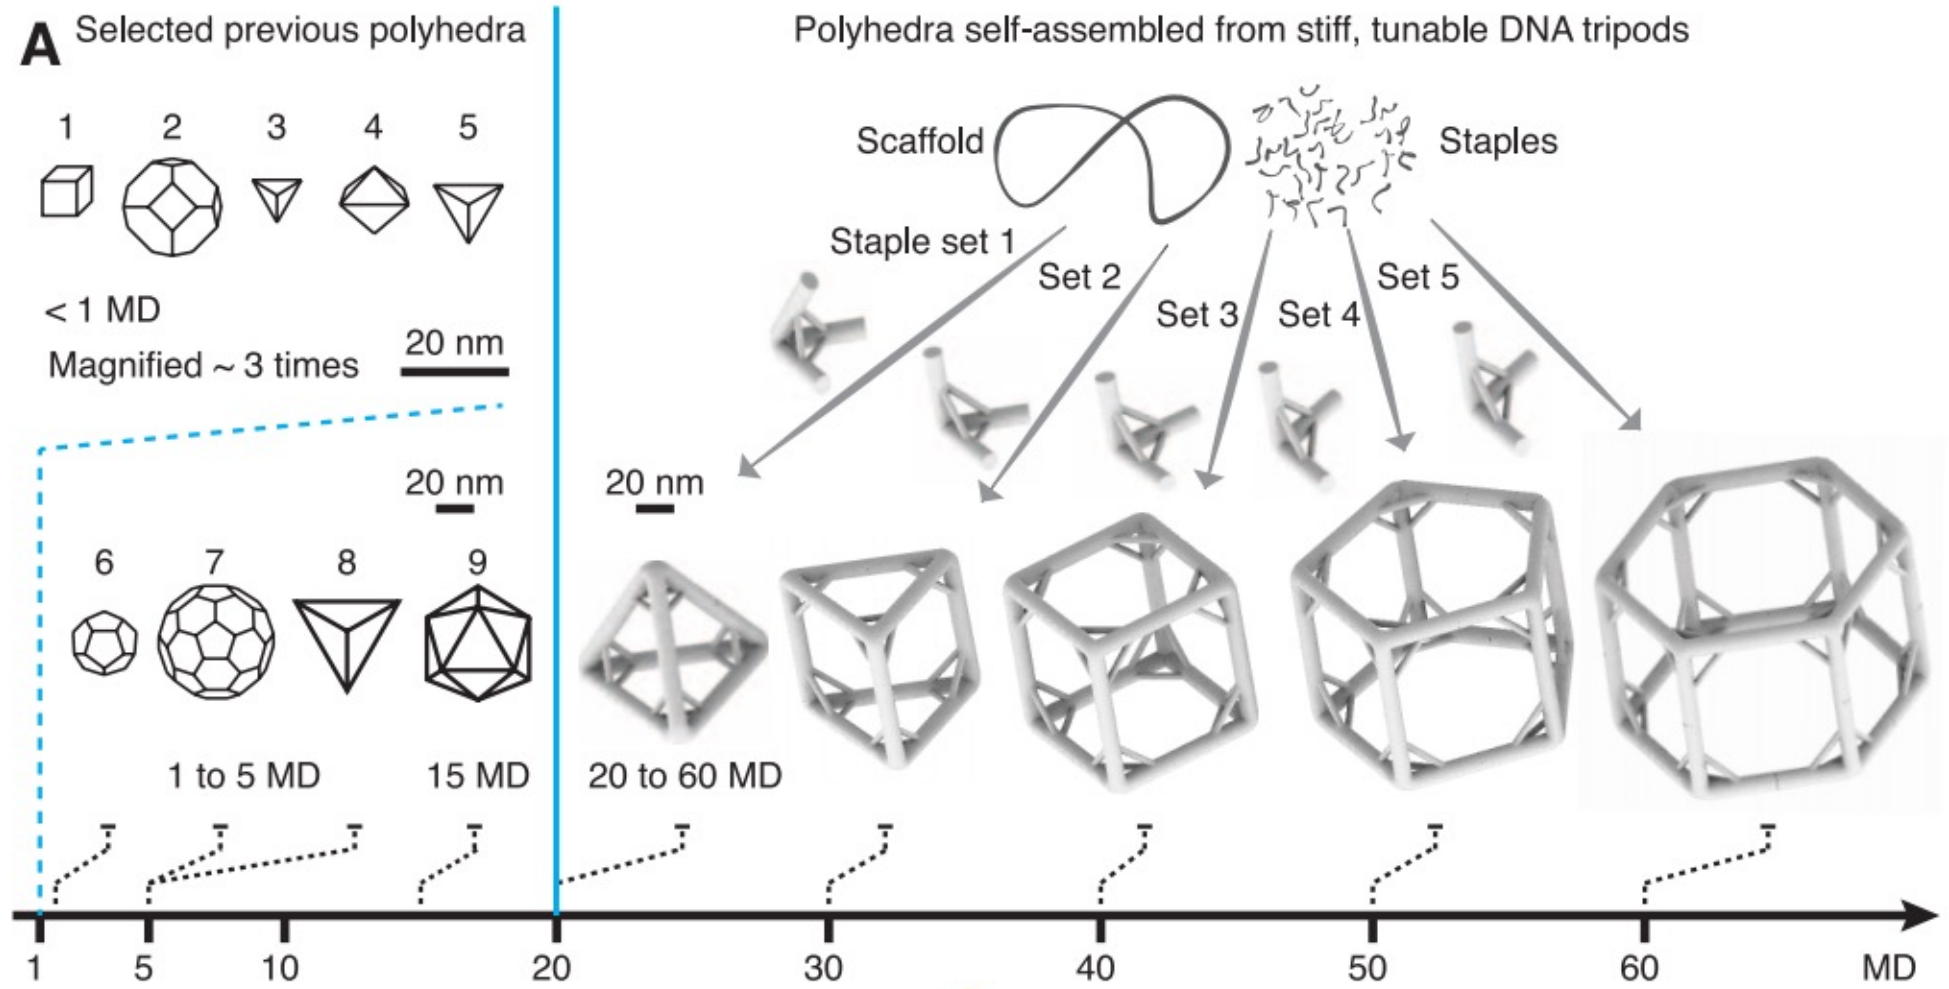 A Selected previous polyhedra
Polyhedra self-assembled from stiff, tunable DNA tripods
1 2 3 4 5
Scaffold
Staples
Staple set 1
Set 2
Set 3
Set 4
Set 5
< 1 MD
Magnified ~ 3 times
20 nm
20 nm
20 nm
6 7 8 9
1 to 5 MD
15 MD
20 to 60 MD
1 5 10 20 30 40 50 60 MD